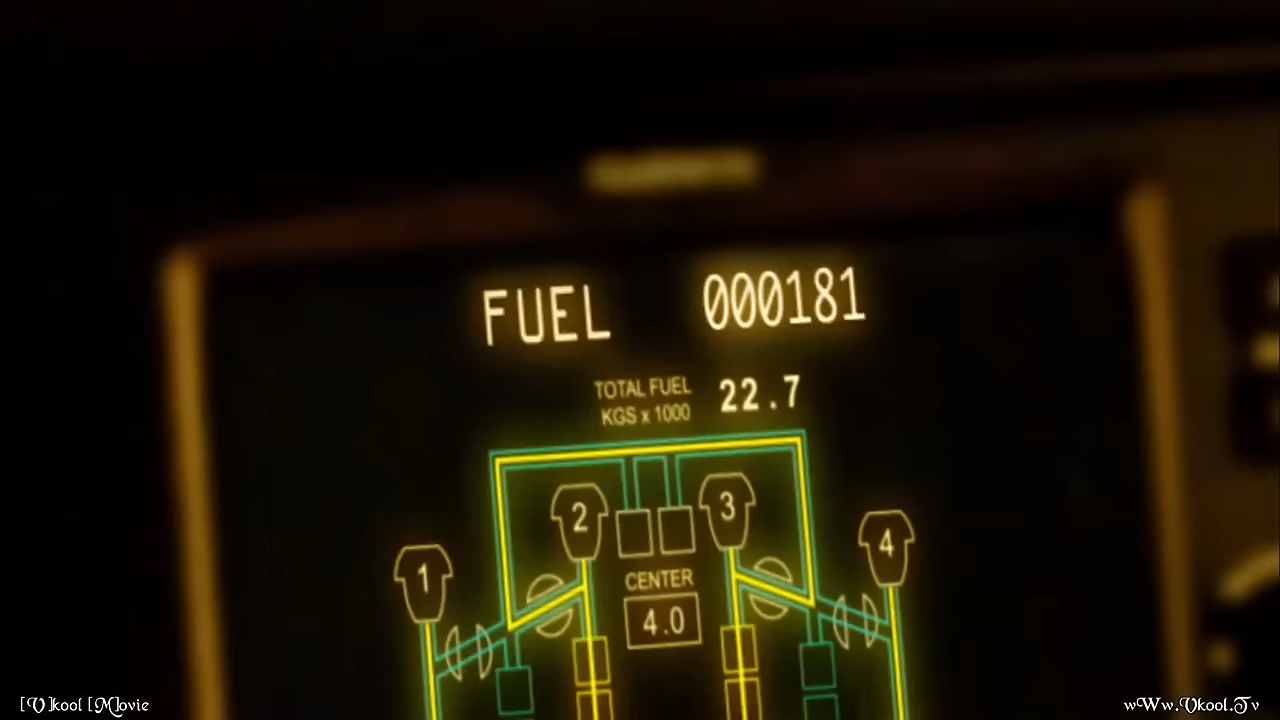 FUEL 000181
TOTAL FUEL 22.7
KGS x 1000
2 3
1 4
CENTER
4.0
[V]kool [M]ovie
wWw.Vkool.Tv